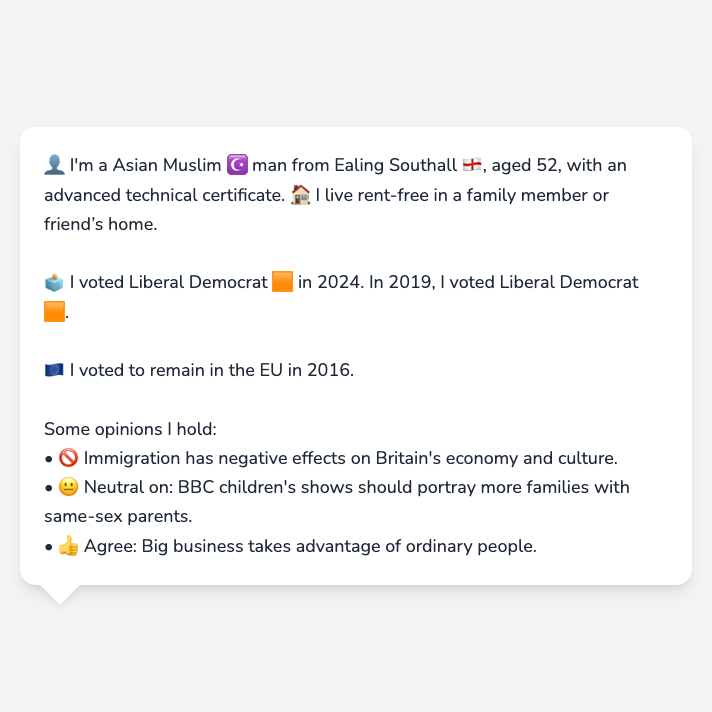 👤 I'm a Asian Muslim ☪️ man from Ealing Southall 🏴󠁧󠁢󠁥󠁮󠁧󠁿, aged 52, with an
advanced technical certificate. 🏠 I live rent-free in a family member or
friend’s home.
🗳️ I voted Liberal Democrat 🟧 in 2024. In 2019, I voted Liberal Democrat
🟧.
🇪🇺 I voted to remain in the EU in 2016.
Some opinions I hold:
• 🚫 Immigration has negative effects on Britain's economy and culture.
• 😐 Neutral on: BBC children's shows should portray more families with
same-sex parents.
• 👍 Agree: Big business takes advantage of ordinary people.